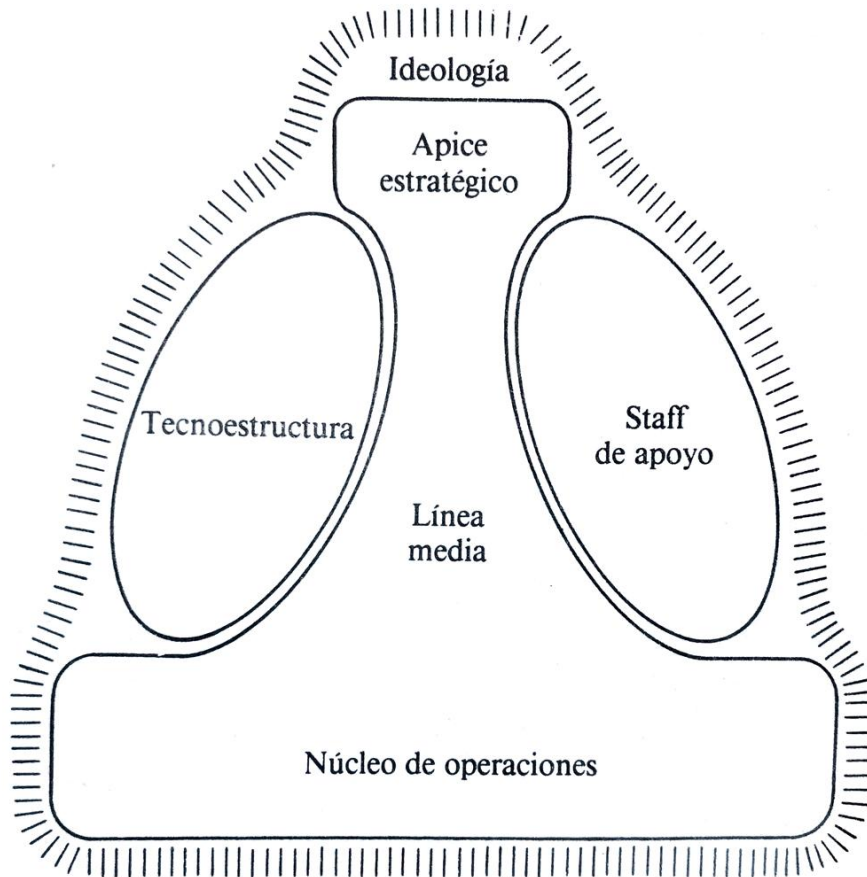 Ideología
Apice
estratégico
Tecnoestructura
Staff
de apoyo
Línea
media
Núcleo de operaciones